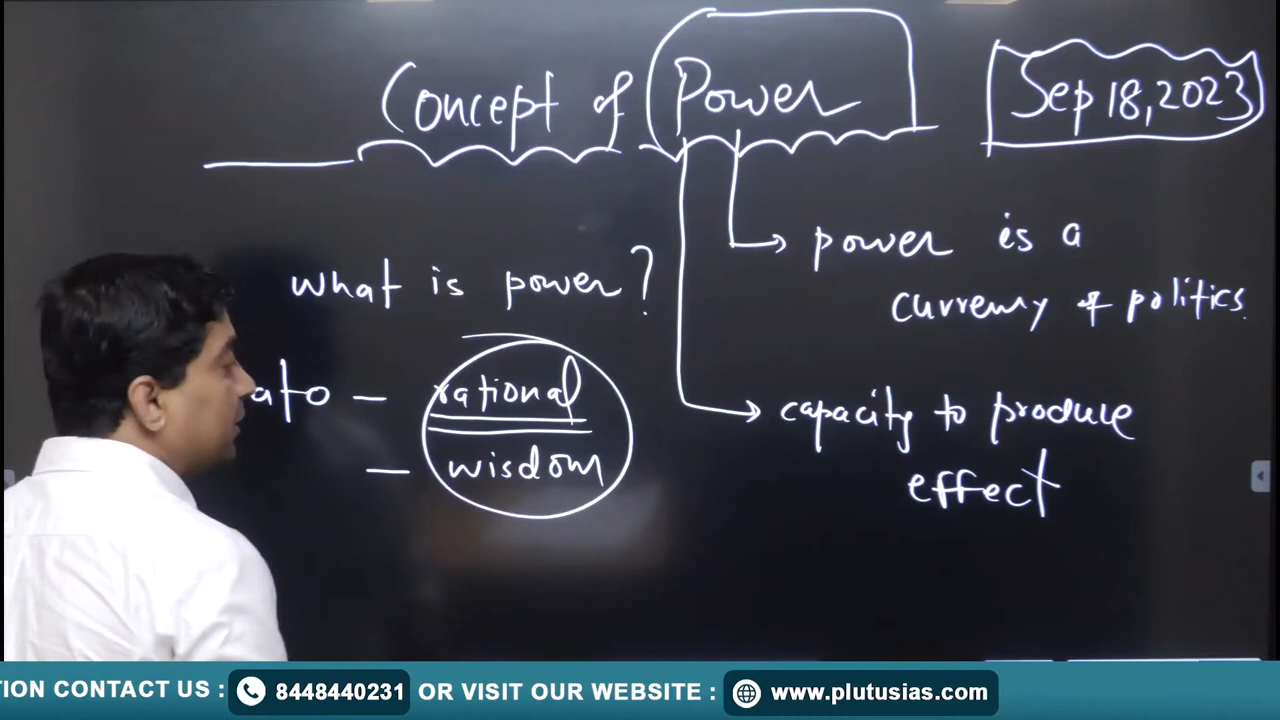 Concept of Power
Sep 18, 2023
power is a
currency of politics.
what is power?
ato – rational
– wisdom
capacity to produce
effect
TION CONTACT US : 8448440231 OR VISIT OUR WEBSITE : www.plutusias.com